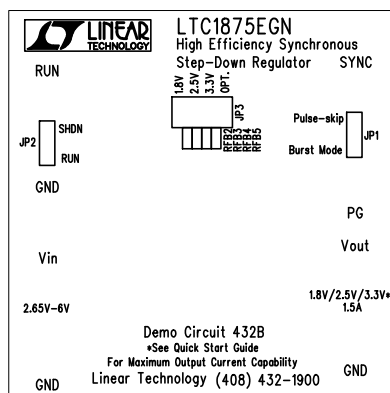 LINEAR
TECHNOLOGY
LTC1875EGN
High Efficiency Synchronous
Step-Down Regulator
RUN
SYNC
1.8V
2.5V
3.3V
OPT.
JP3
RFB2
RFB3
RFB4
RFB5
JP2
SHDN
RUN
Pulse-skip
Burst Mode
JP1
GND
PG
Vin
Vout
2.65V-6V
1.8V/2.5V/3.3V*
1.5A
Demo Circuit 432B
*See Quick Start Guide
For Maximum Output Current Capability
Linear Technology (408) 432-1900
GND
GND